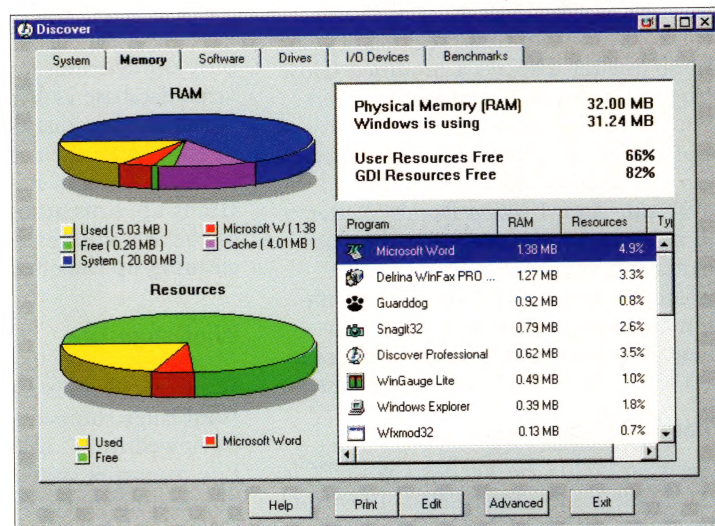 Discover
System Memory Software Drives I/O Devices Benchmarks
RAM
Used ( 5.03 MB )
Microsoft W ( 1.38
Free ( 0.28 MB )
Cache ( 4.01 MB )
System ( 20.80 MB )
Resources
Used
Microsoft Word
Free
Physical Memory (RAM) 32.00 MB
Windows is using 31.24 MB
User Resources Free 66%
GDI Resources Free 82%
Program RAM Resources Ty
Microsoft Word 1.38 MB 4.9%
Delrina WinFax PRO ... 1.27 MB 3.3%
Guarddog 0.92 MB 0.8%
Snagit32 0.79 MB 2.6%
Discover Professional 0.62 MB 3.5%
WinGauge Lite 0.49 MB 1.0%
Windows Explorer 0.39 MB 1.8%
Wfxmod32 0.13 MB 0.7%
Help Print Edit Advanced Exit